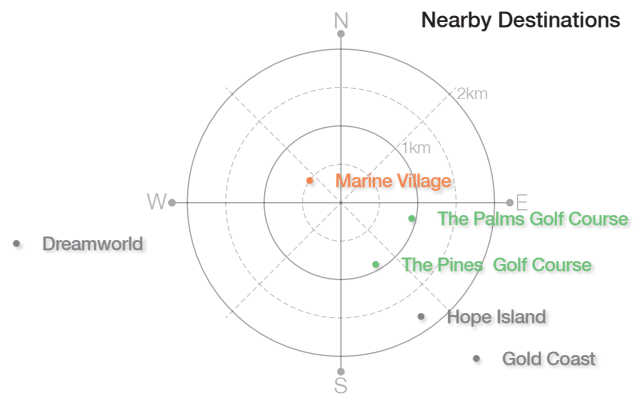 Nearby Destinations
N
2km
1km
Marine Village
W
E
The Palms Golf Course
Dreamworld
The Pines  Golf Course
Hope Island
Gold Coast
S